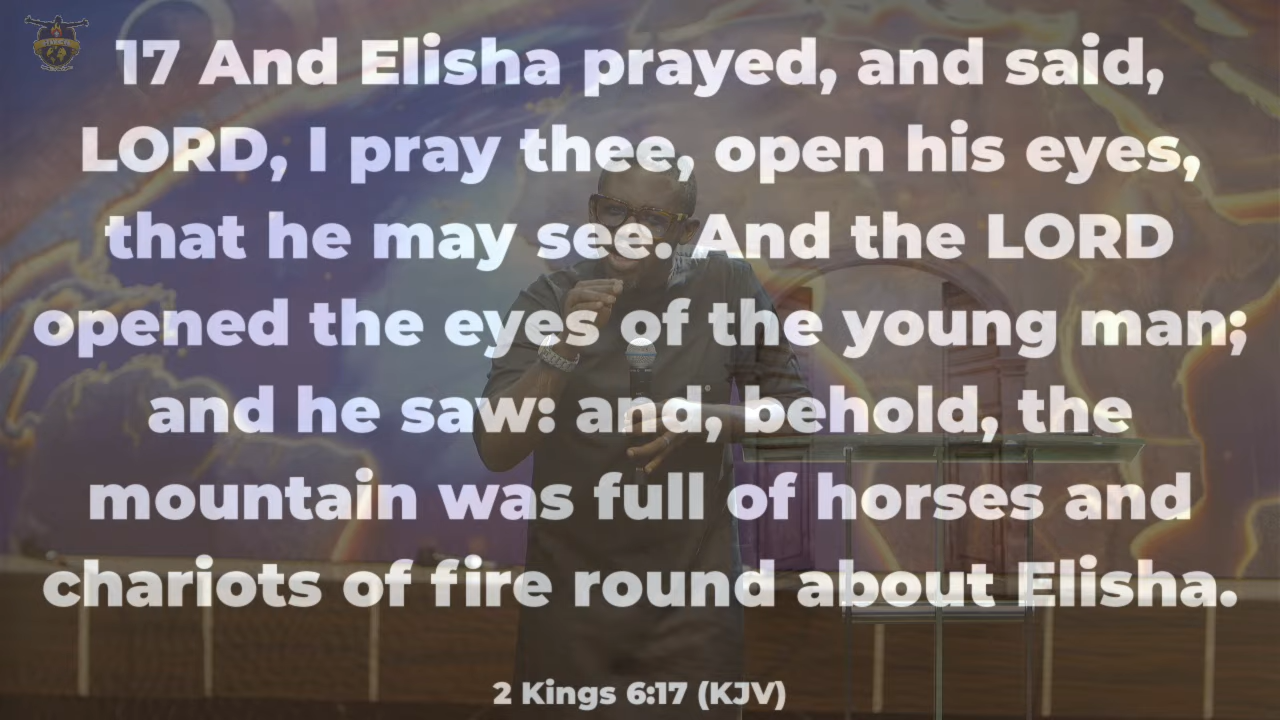 17 And Elisha prayed, and said,
LORD, I pray thee, open his eyes,
that he may see. And the LORD
opened the eyes of the young man;
and he saw: and, behold, the
mountain was full of horses and
chariots of fire round about Elisha.
2 Kings 6:17 (KJV)